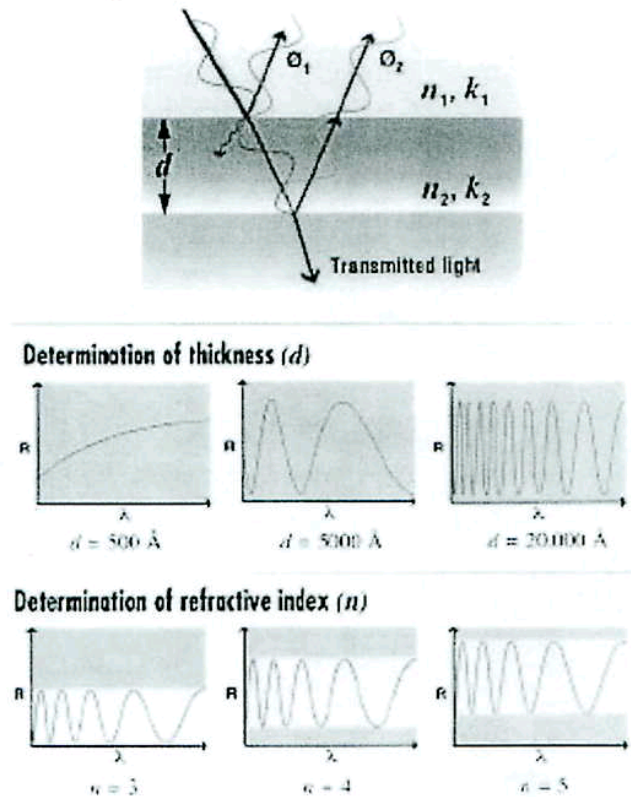 Ø₁ Ø₂
n₁, k₁
d
n₂, k₂
Transmitted light
Determination of thickness (d)
R R R
λ λ λ
d = 500 Å d = 5000 Å d = 20.000 Å
Determination of refractive index (n)
R R R
λ λ λ
n = 3 n = 4 n = 5